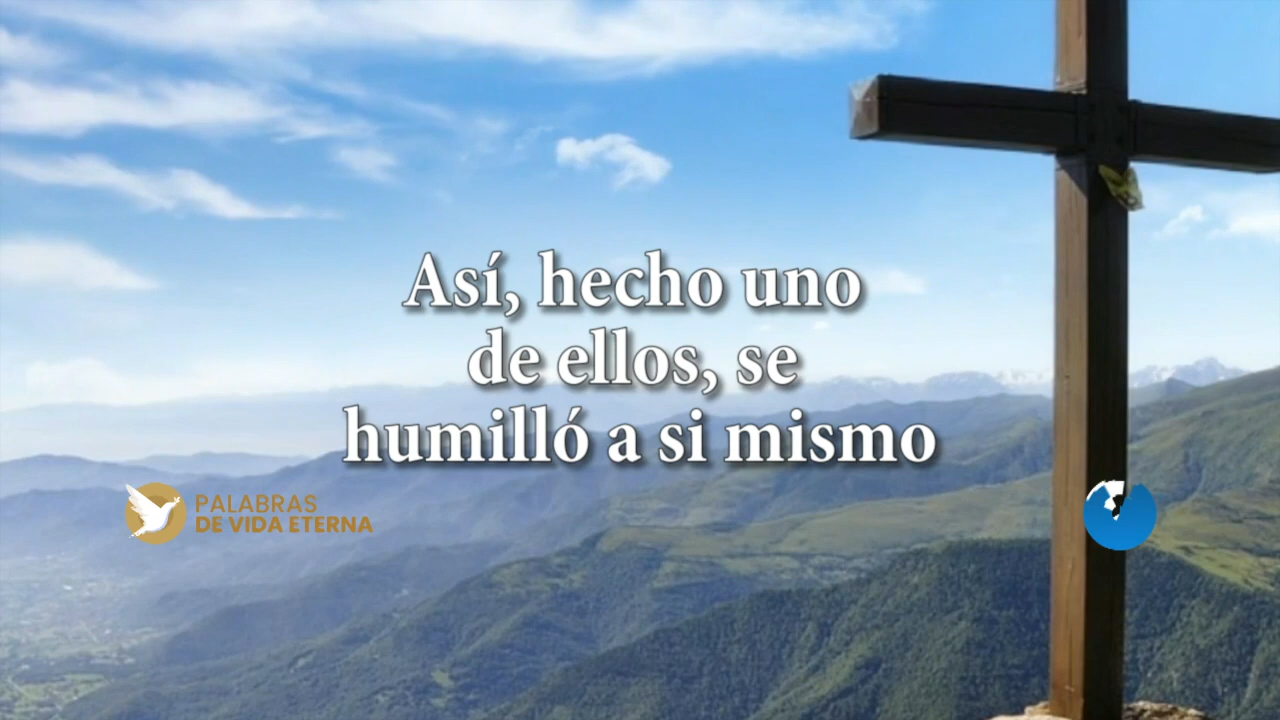 Así, hecho uno
de ellos, se
humilló a si mismo
PALABRAS
DE VIDA ETERNA